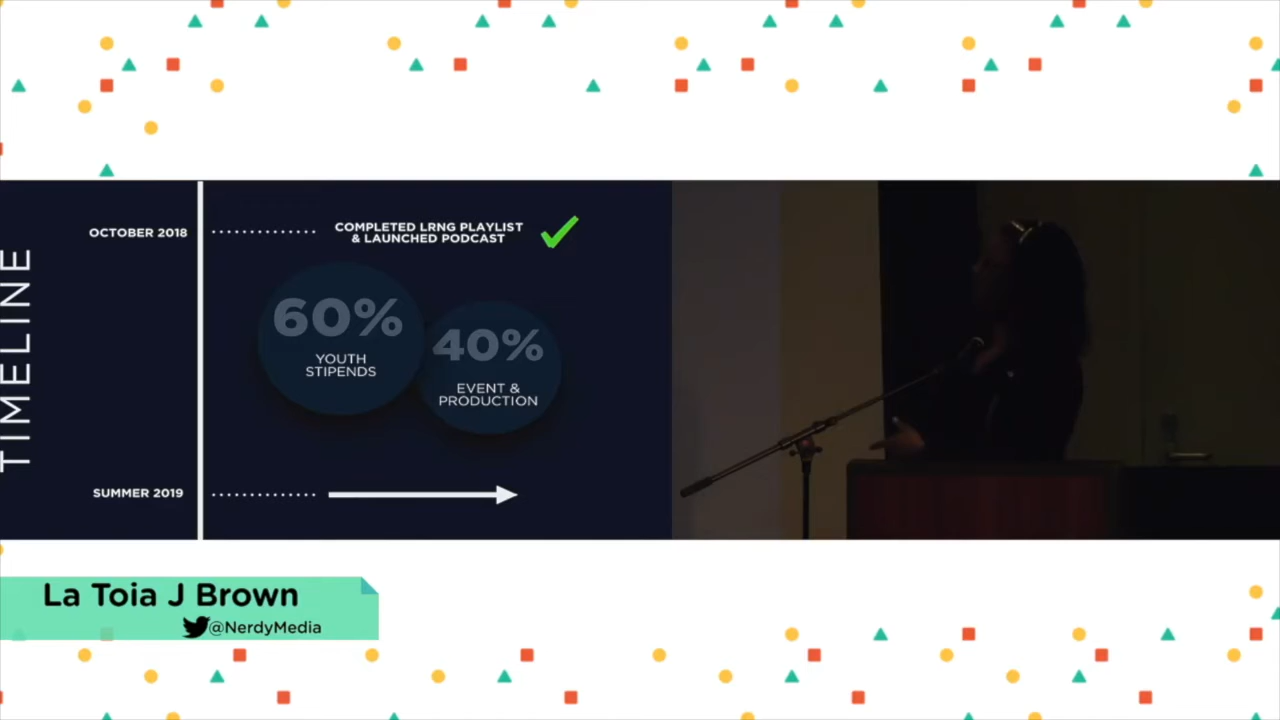 TIMELINE
OCTOBER 2018
COMPLETED LRNG PLAYLIST
& LAUNCHED PODCAST
60%
YOUTH
STIPENDS
40%
EVENT &
PRODUCTION
SUMMER 2019
La Toia J Brown
@NerdyMedia